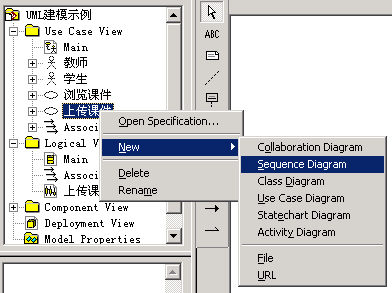 UML建模示例
Use Case View
Main
教师
学生
浏览课件
上传课件
Associ
Logical V
Main
Associ
上传课
Component View
Deployment View
Model Properties
ABC
Open Specification...
New
Delete
Rename
Collaboration Diagram
Sequence Diagram
Class Diagram
Use Case Diagram
Statechart Diagram
Activity Diagram
File
URL